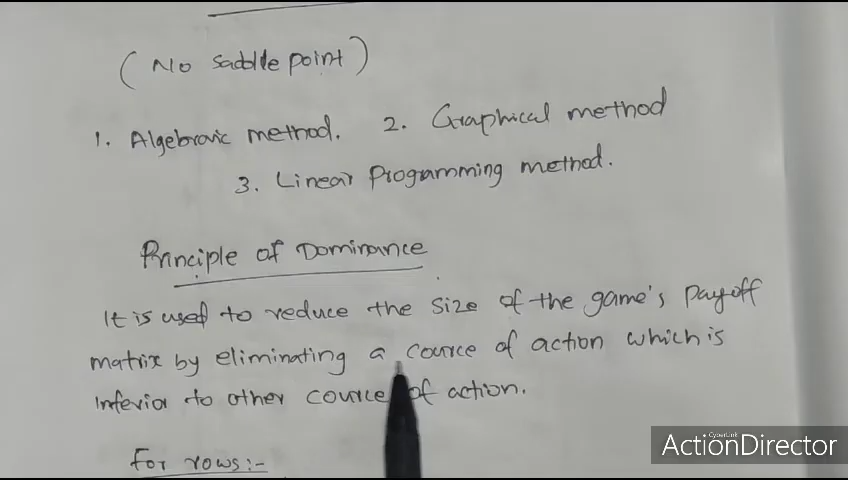 (No saddle point)
1. Algebraic method. 2. Graphical method
3. Linear Programming method.
Principle of Dominance
It is used to reduce the size of the game's payoff
matrix by eliminating a cource of action which is
inferior to other cource of action.
For rows:-
CyberLink
ActionDirector